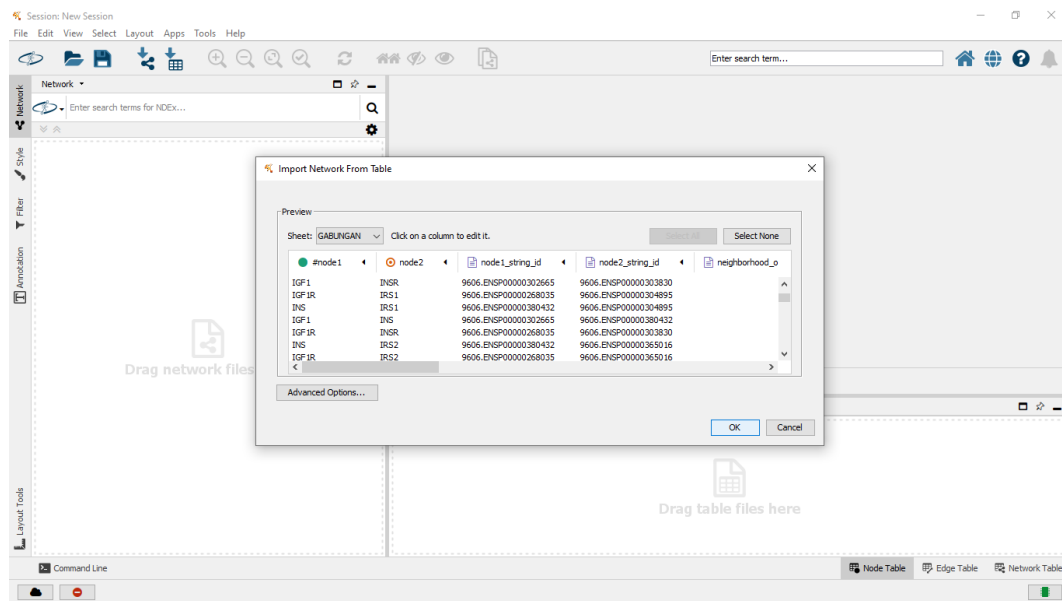 Session: New Session
File Edit View Select Layout Apps Tools Help
Enter search term...
Network
Enter search terms for NDEx...
Network
Style
Filter
Annotation
Layout Tools
Drag network files
Import Network From Table
Preview
Sheet: GABUNGAN Click on a column to edit it. Select All Select None
#node1 node2 node1_string_id node2_string_id neighborhood_o
IGF1 INSR 9606.ENSP00000302665 9606.ENSP00000303830
IGF1R IRS1 9606.ENSP00000268035 9606.ENSP00000304895
INS IRS1 9606.ENSP00000380432 9606.ENSP00000304895
IGF1 INS 9606.ENSP00000302665 9606.ENSP00000380432
IGF1R INSR 9606.ENSP00000268035 9606.ENSP00000303830
INS IRS2 9606.ENSP00000380432 9606.ENSP00000365016
IGF1R IRS2 9606.ENSP00000268035 9606.ENSP00000365016
Advanced Options...
OK Cancel
Drag table files here
Command Line
Node Table Edge Table Network Table